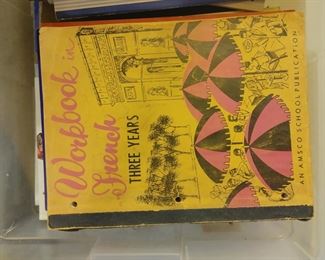 Workbook in
French
THREE YEARS
AN AMSCO SCHOOL PUBLICATION